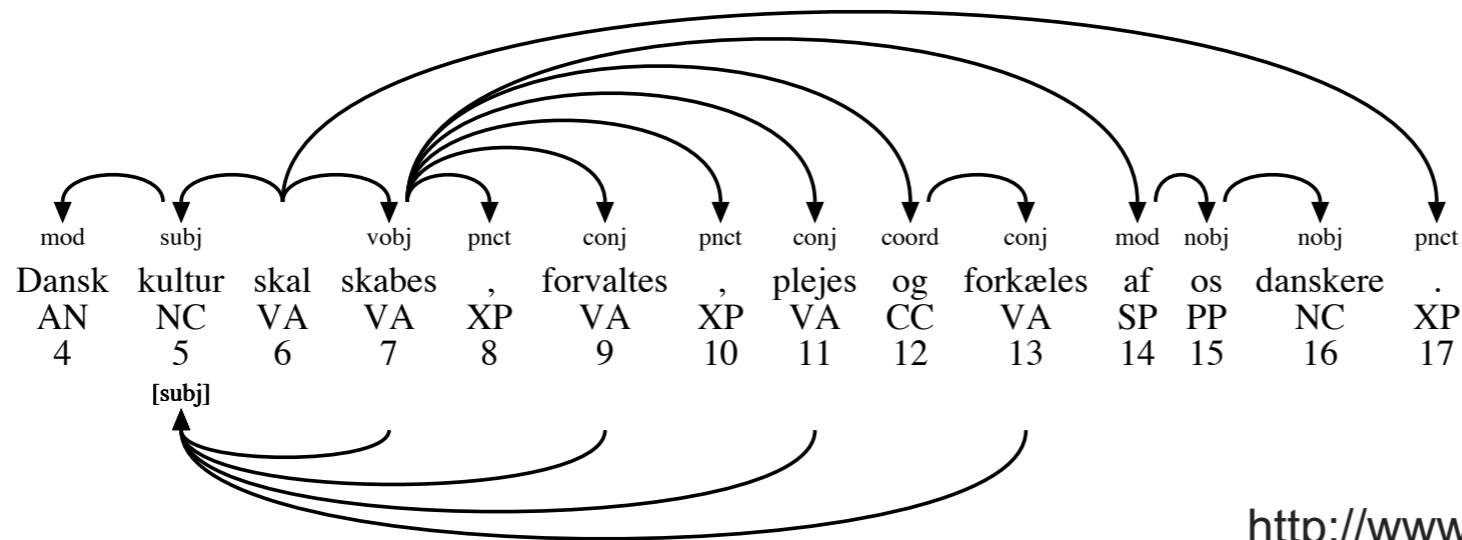 mod subj vobj pnct conj pnct conj coord conj mod nobj nobj pnct
Dansk kultur skal skabes , forvaltes , plejes og forkæles af os danskere .
AN NC VA VA XP VA XP VA CC VA SP PP NC XP
4 5 6 7 8 9 10 11 12 13 14 15 16 17
[subj]
http://www